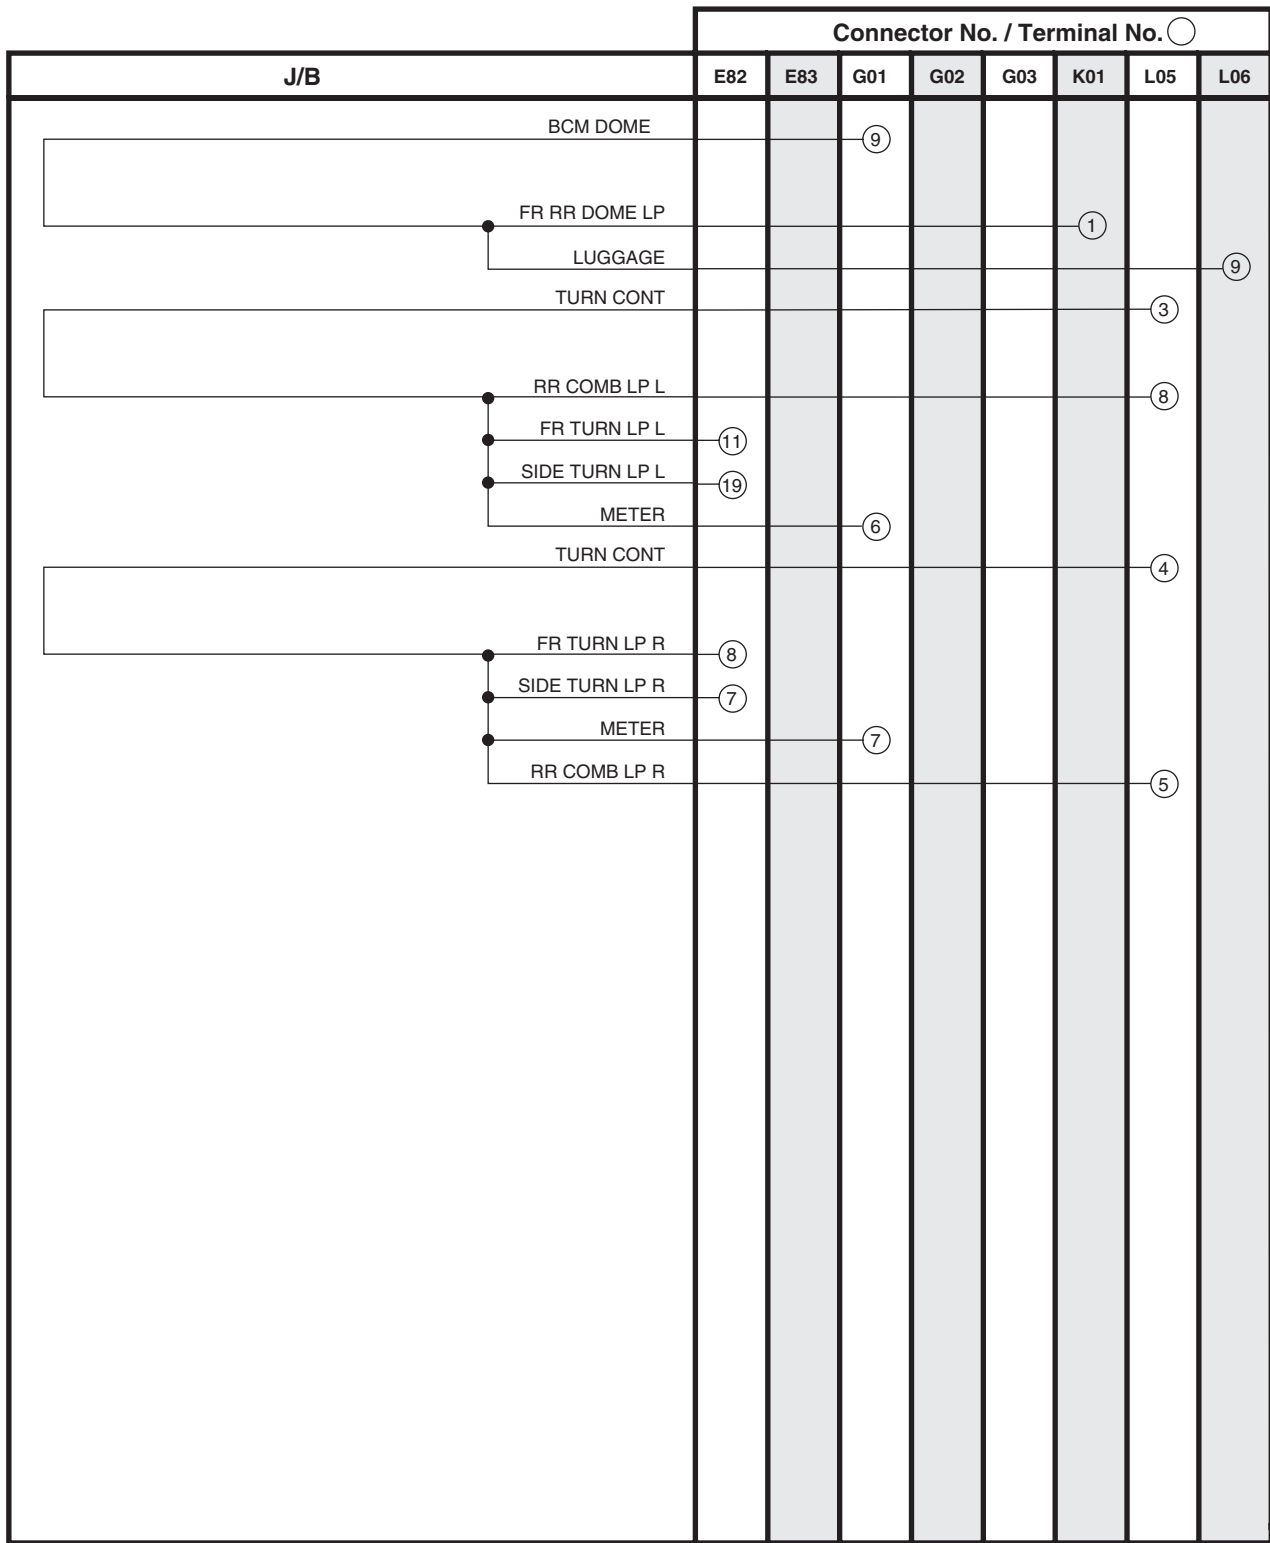 Connector No. / Terminal No.
J/B E82 E83 G01 G02 G03 K01 L05 L06
BCM DOME 9
FR RR DOME LP 1
LUGGAGE 9
TURN CONT 3
RR COMB LP L 8
FR TURN LP L 11
SIDE TURN LP L 19
METER 6
TURN CONT 4
FR TURN LP R 8
SIDE TURN LP R 7
METER 7
RR COMB LP R 5